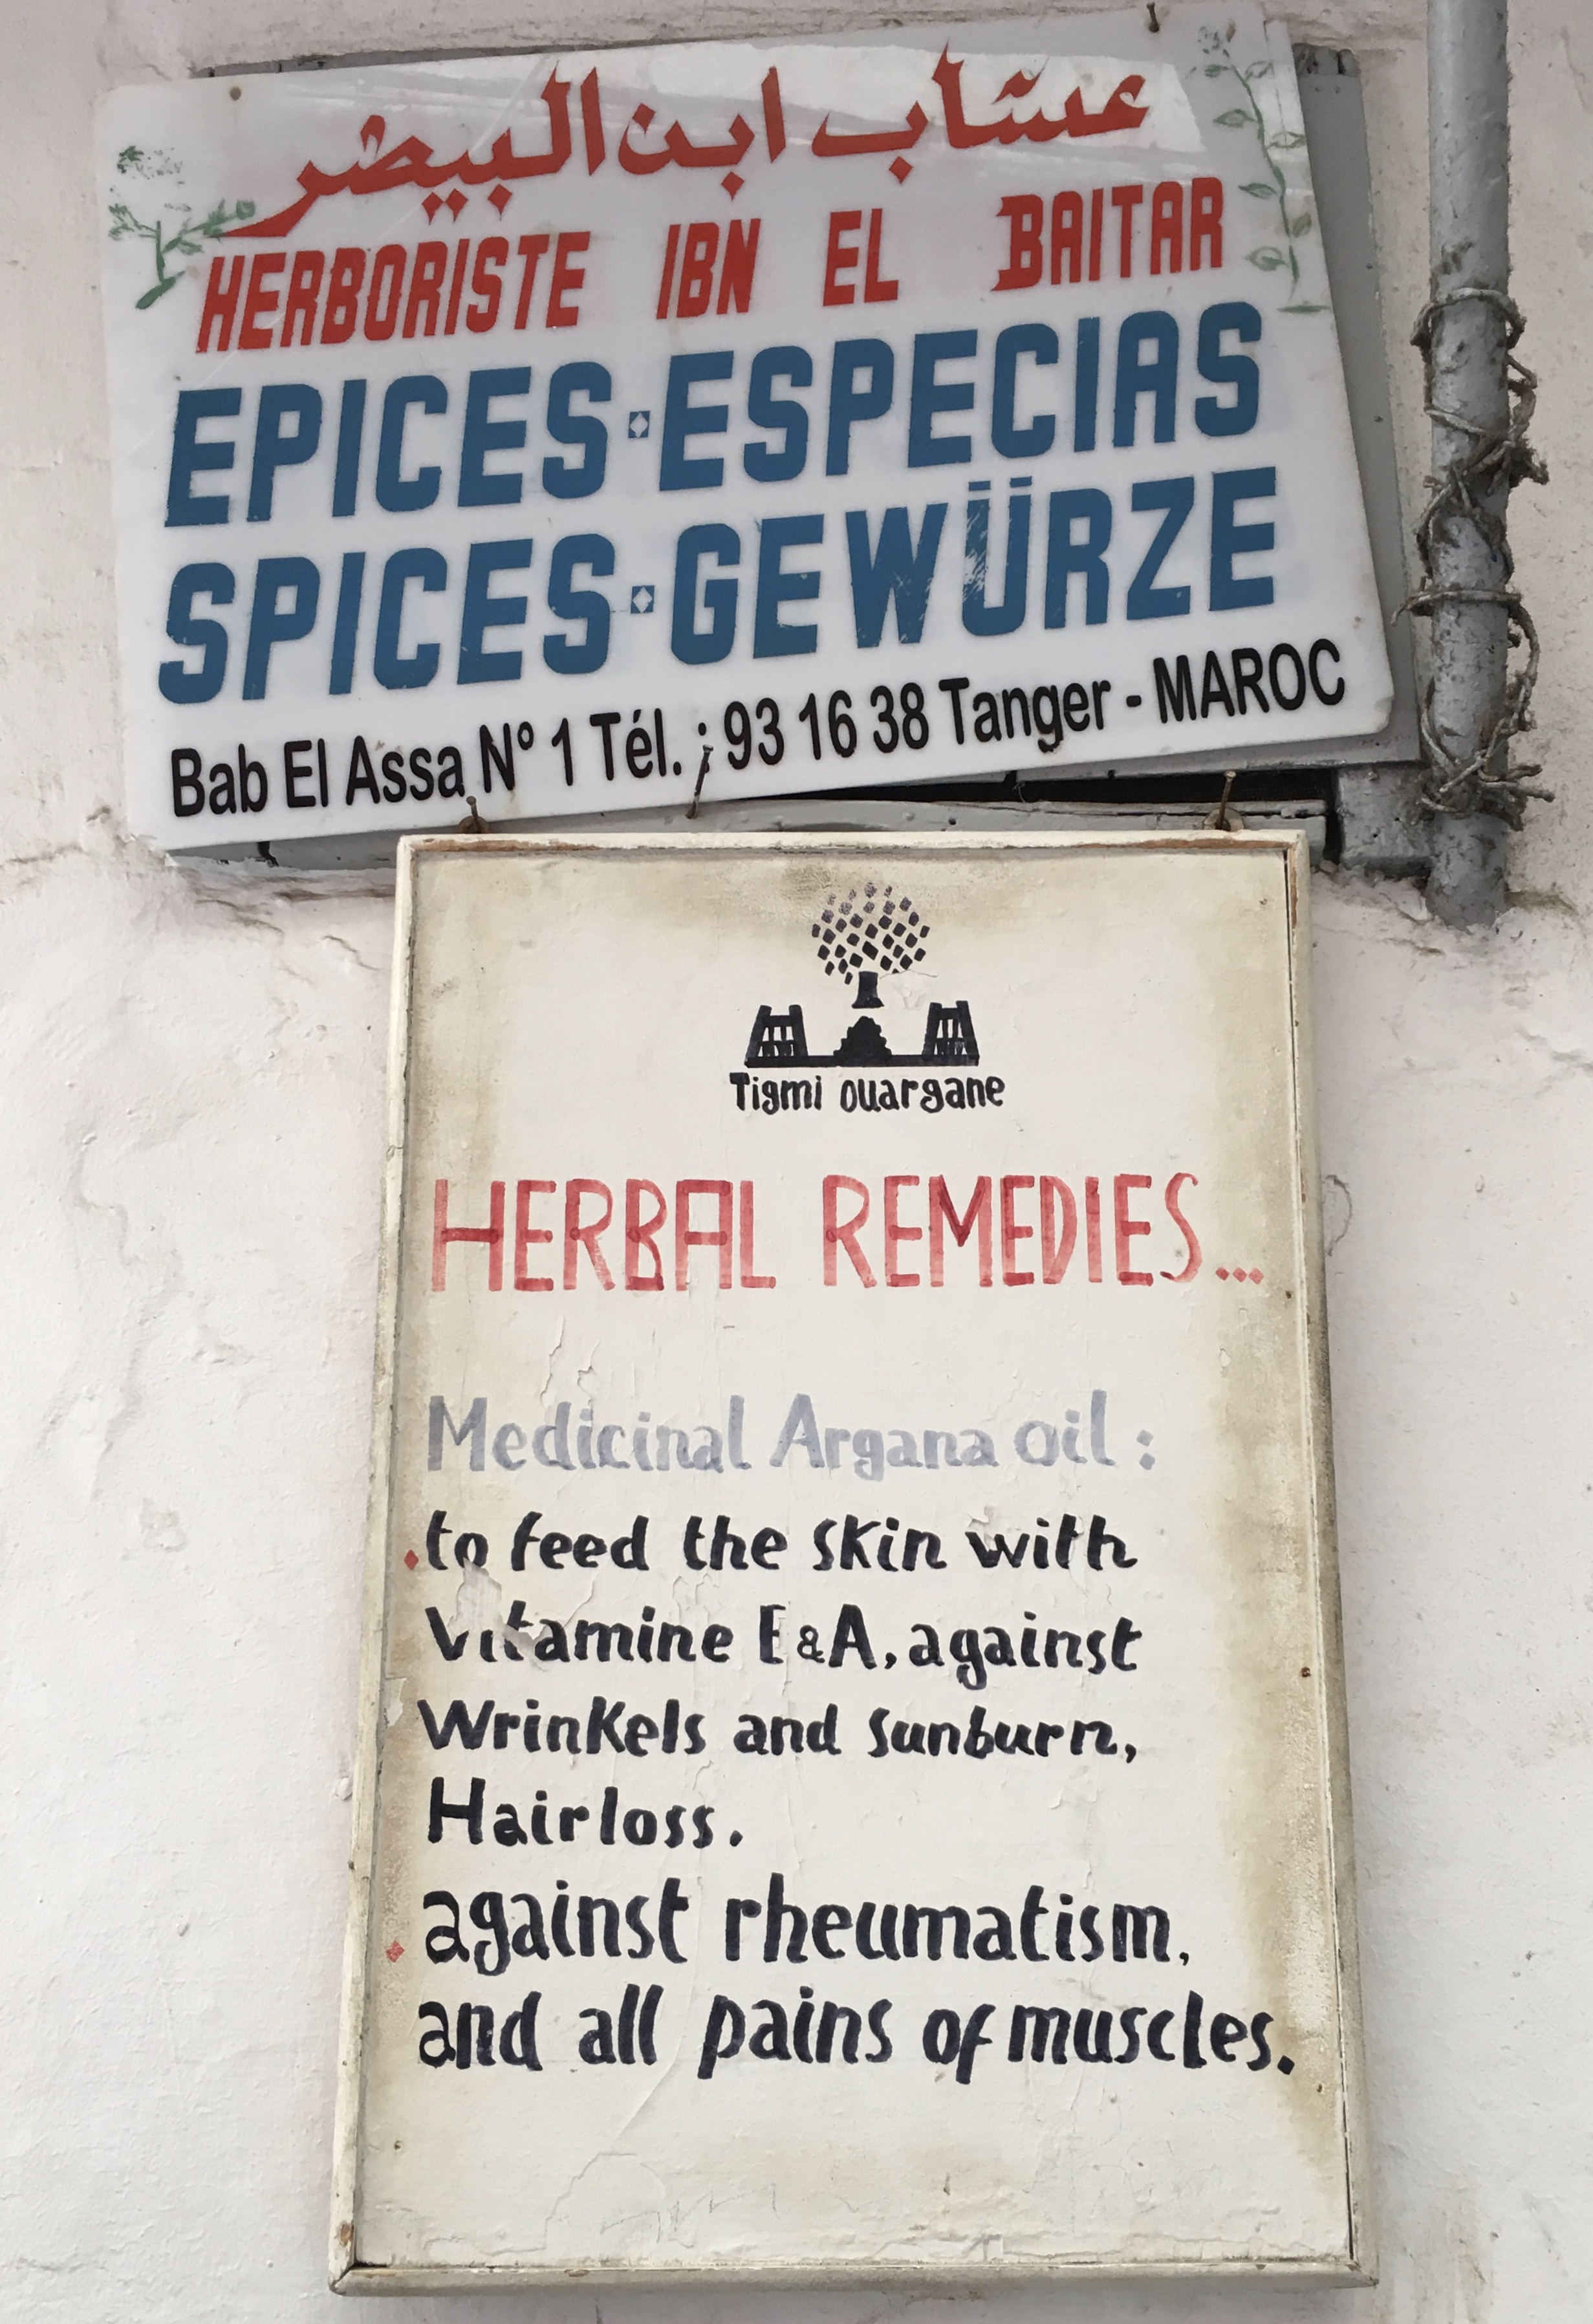 عشاب ابن البيضر
HERBORISTE IBN EL BAITAR
EPICES·ESPECIAS
SPICES·GEWÜRZE
Bab El Assa N° 1 Tél. : 93 16 38 Tanger - MAROC
Tigmi ouargane
HERBAL REMEDIES...
Medicinal Argana oil :
.to feed the skin with
vitamine E & A, against
Wrinkels and sunburn,
Hairloss.
.against rheumatism,
and all pains of muscles.